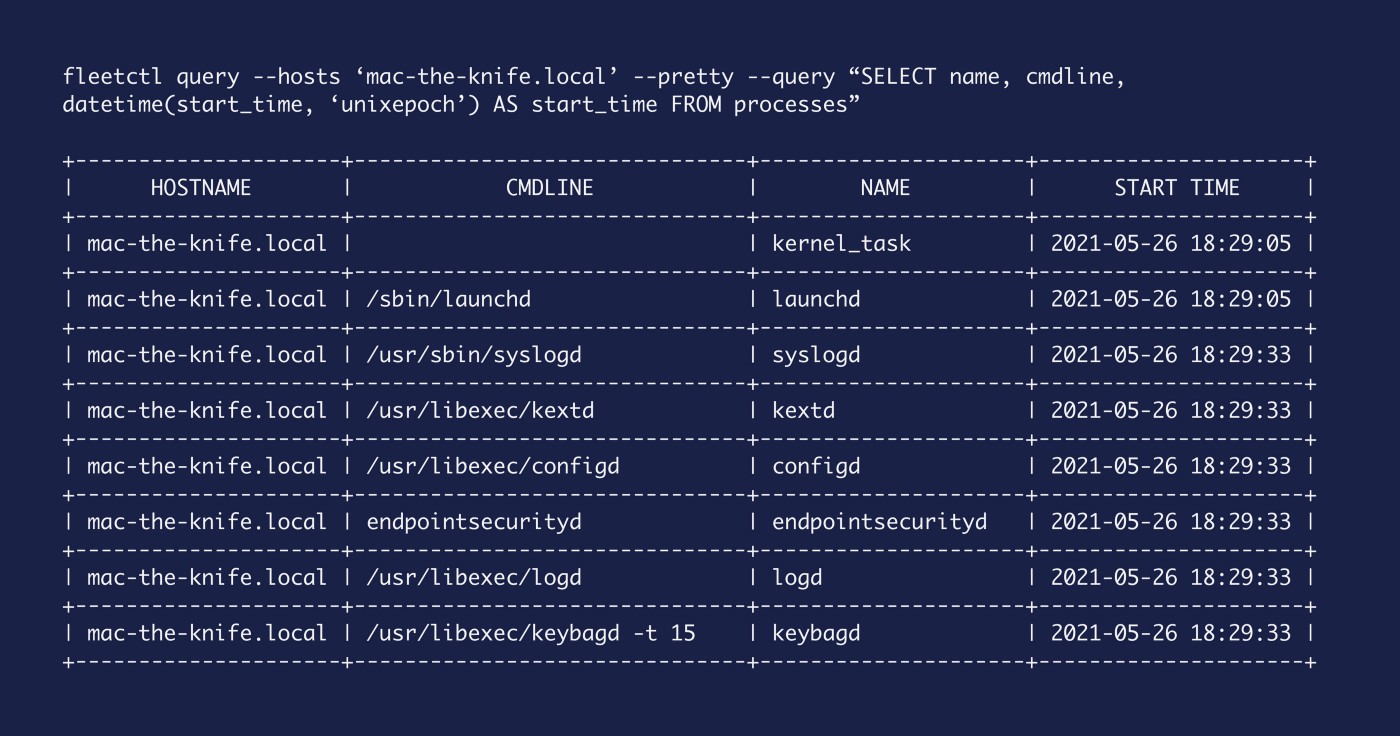 fleetctl query --hosts ‘mac-the-knife.local’ --pretty --query “SELECT name, cmdline,
datetime(start_time, ‘unixepoch’) AS start_time FROM processes”
+---------------------+-------------------------------+---------------------+---------------------+
|      HOSTNAME       |            CMDLINE            |        NAME         |     START TIME      |
+---------------------+-------------------------------+---------------------+---------------------+
| mac-the-knife.local |                               | kernel_task         | 2021-05-26 18:29:05 |
+---------------------+-------------------------------+---------------------+---------------------+
| mac-the-knife.local | /sbin/launchd                 | launchd             | 2021-05-26 18:29:05 |
+---------------------+-------------------------------+---------------------+---------------------+
| mac-the-knife.local | /usr/sbin/syslogd             | syslogd             | 2021-05-26 18:29:33 |
+---------------------+-------------------------------+---------------------+---------------------+
| mac-the-knife.local | /usr/libexec/kextd            | kextd               | 2021-05-26 18:29:33 |
+---------------------+-------------------------------+---------------------+---------------------+
| mac-the-knife.local | /usr/libexec/configd          | configd             | 2021-05-26 18:29:33 |
+---------------------+-------------------------------+---------------------+---------------------+
| mac-the-knife.local | endpointsecurityd             | endpointsecurityd   | 2021-05-26 18:29:33 |
+---------------------+-------------------------------+---------------------+---------------------+
| mac-the-knife.local | /usr/libexec/logd             | logd                | 2021-05-26 18:29:33 |
+---------------------+-------------------------------+---------------------+---------------------+
| mac-the-knife.local | /usr/libexec/keybagd -t 15    | keybagd             | 2021-05-26 18:29:33 |
+---------------------+-------------------------------+---------------------+---------------------+